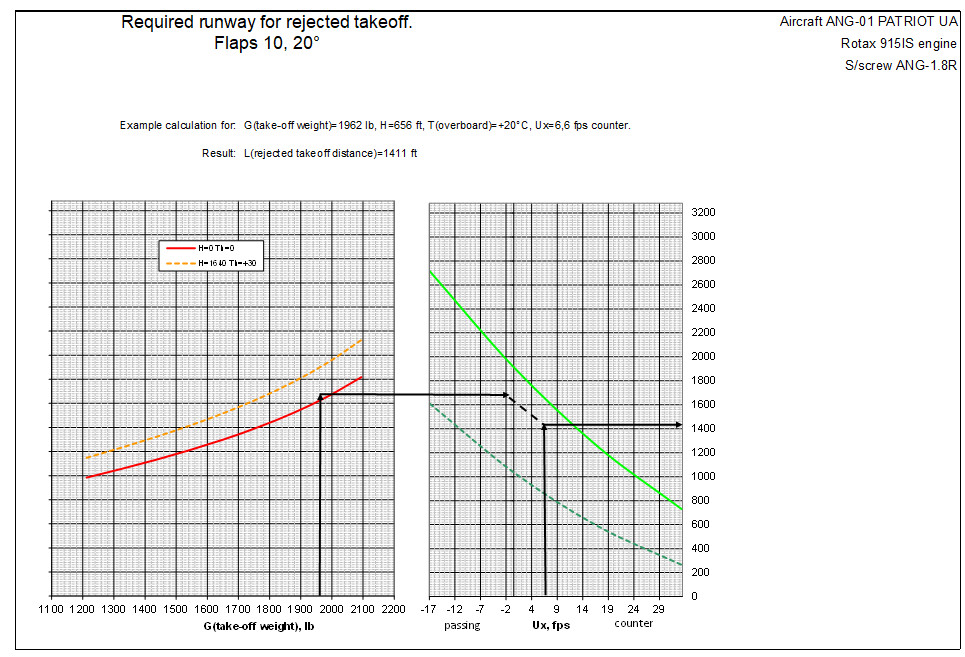 Required runway for rejected takeoff.
Flaps 10, 20°
Aircraft ANG-01 PATRIOT UA
Rotax 915IS engine
S/screw ANG-1.8R
Example calculation for: G(take-off weight)=1962 lb, H=656 ft, T(overboard)=+20°C, Ux=6,6 fps counter.
Result: L(rejected takeoff distance)=1411 ft
H=0 Th=0
H=1640 Th=+30
3200
3000
2800
2600
2400
2200
2000
1800
1600
1400
1200
1000
800
600
400
200
0
1100 1200 1300 1400 1500 1600 1700 1800 1900 2000 2100 2200
G(take-off weight), lb
-17 -12 -7 -2 4 9 14 19 24 29
passing Ux, fps counter